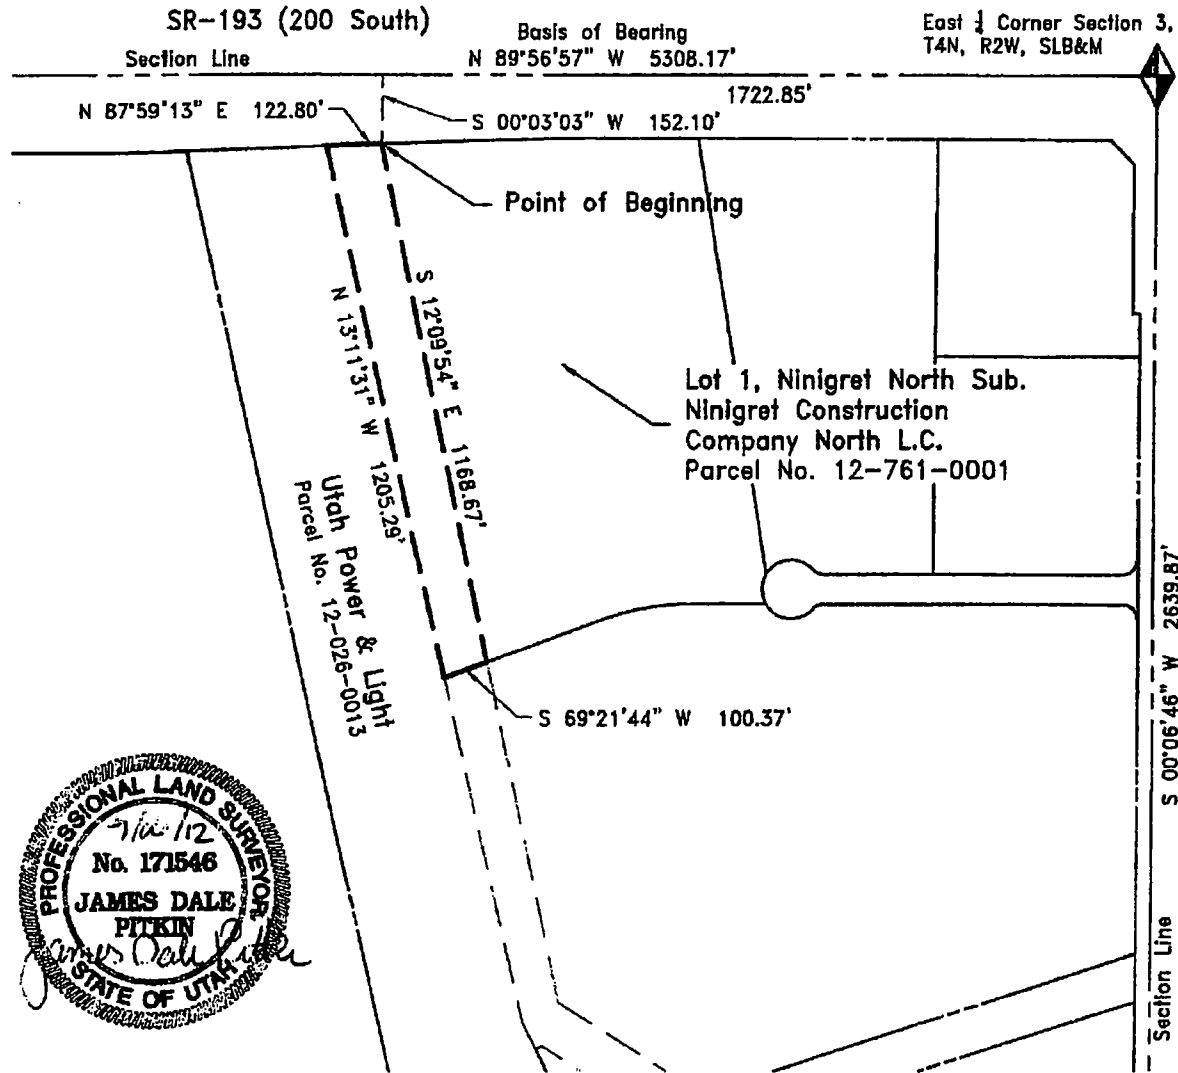 SR-193 (200 South)
Basis of Bearing
N 89°56'57" W 5308.17'
East ¼ Corner Section 3,
T4N, R2W, SLB&M
Section Line
1722.85'
N 87°59'13" E 122.80'
S 00°03'03" W 152.10'
Point of Beginning
S 12°09'54" E 1168.67'
N 13°11'31" W 1205.29'
Lot 1, Ninigret North Sub.
Ninigret Construction
Company North L.C.
Parcel No. 12-761-0001
Utah Power & Light
Parcel No. 12-026-0013
S 69°21'44" W 100.37'
S 00°06'46" W 2639.87'
Section Line
PROFESSIONAL LAND SURVEYOR
No. 171546
JAMES DALE
PITKIN
James Dale Pitkin
STATE OF UTAH